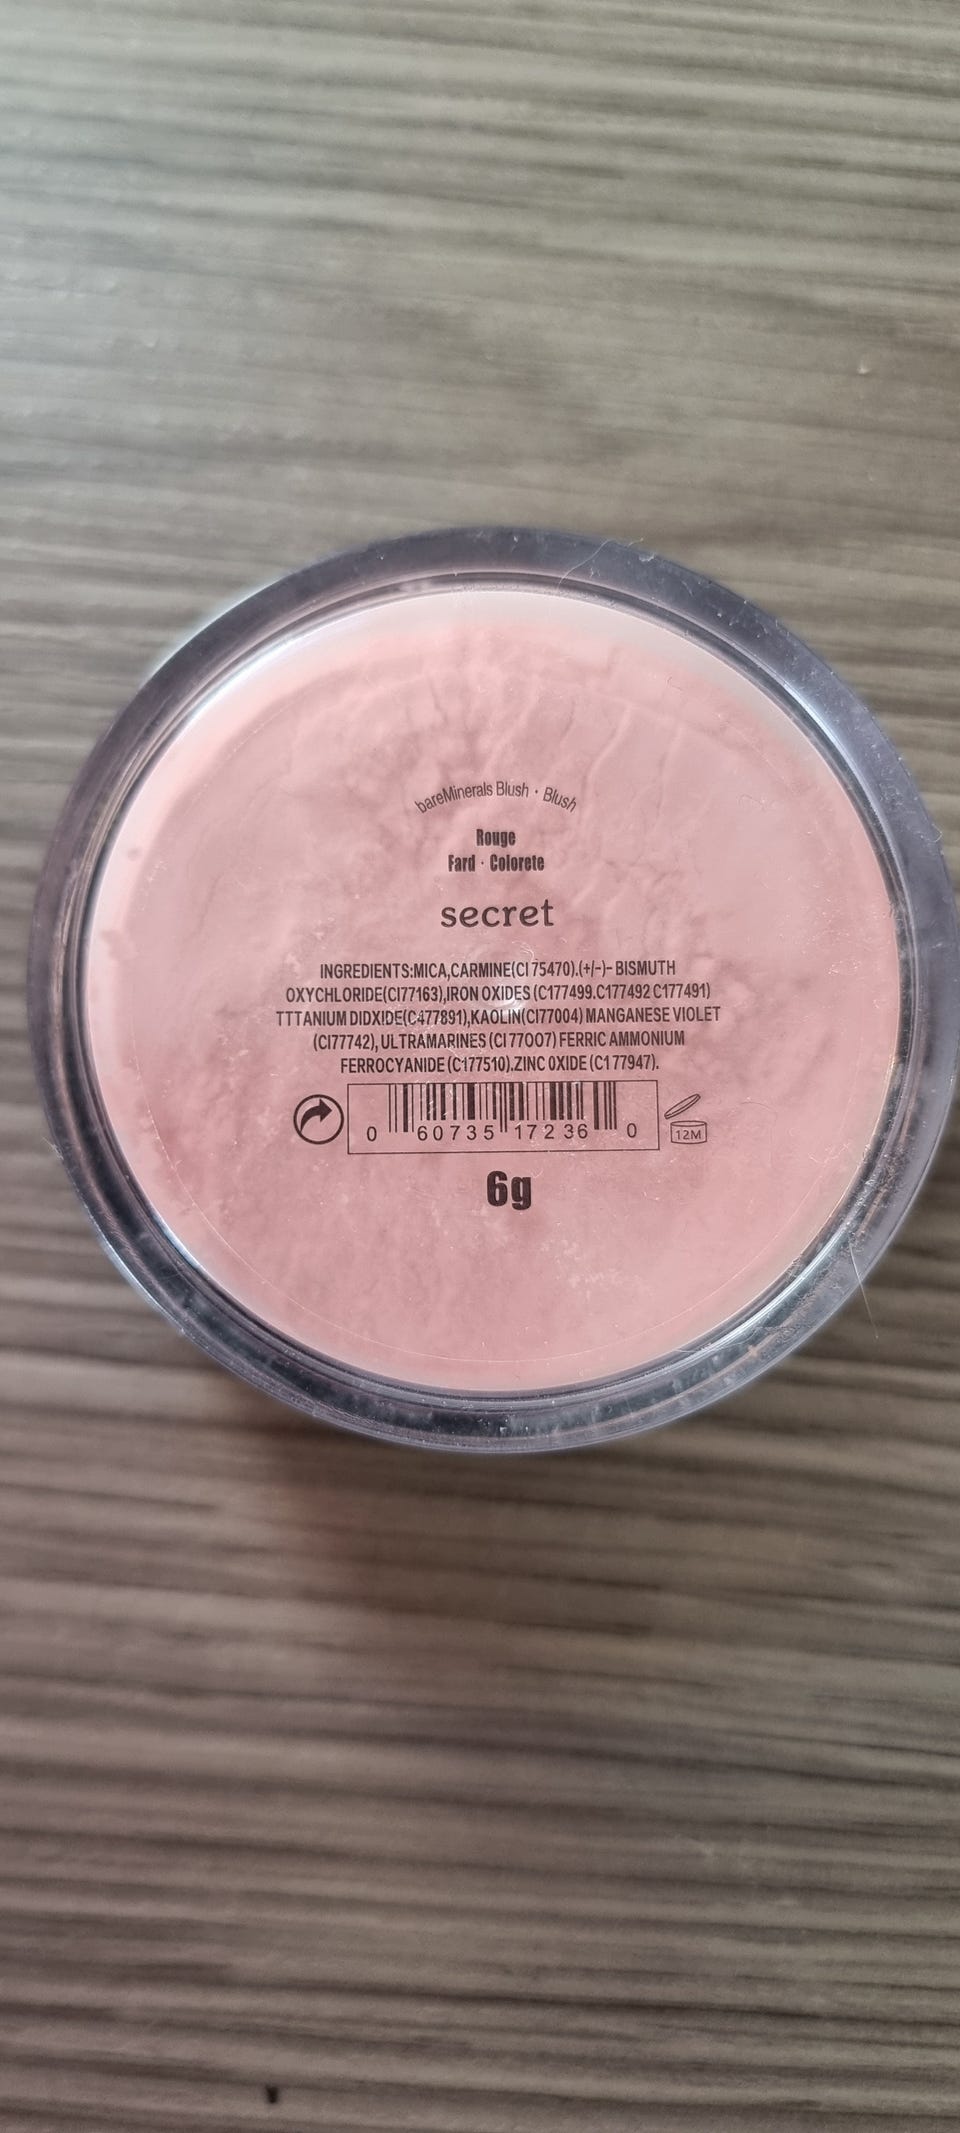 bareMinerals Blush · Blush
Rouge
Fard · Colorete
secret
INGREDIENTS:MICA,CARMINE(CI 75470).(+/-)- BISMUTH
OXYCHLORIDE(CI77163),IRON OXIDES (C177499.C177492 C177491)
TTTANIUM DIDXIDE(C477891),KAOLIN(CI77004) MANGANESE VIOLET
(CI77742), ULTRAMARINES (CI 77007) FERRIC AMMONIUM
FERROCYANIDE (C177510).ZINC OXIDE (C1 77947).
0 60735 17236 0
12M
6g